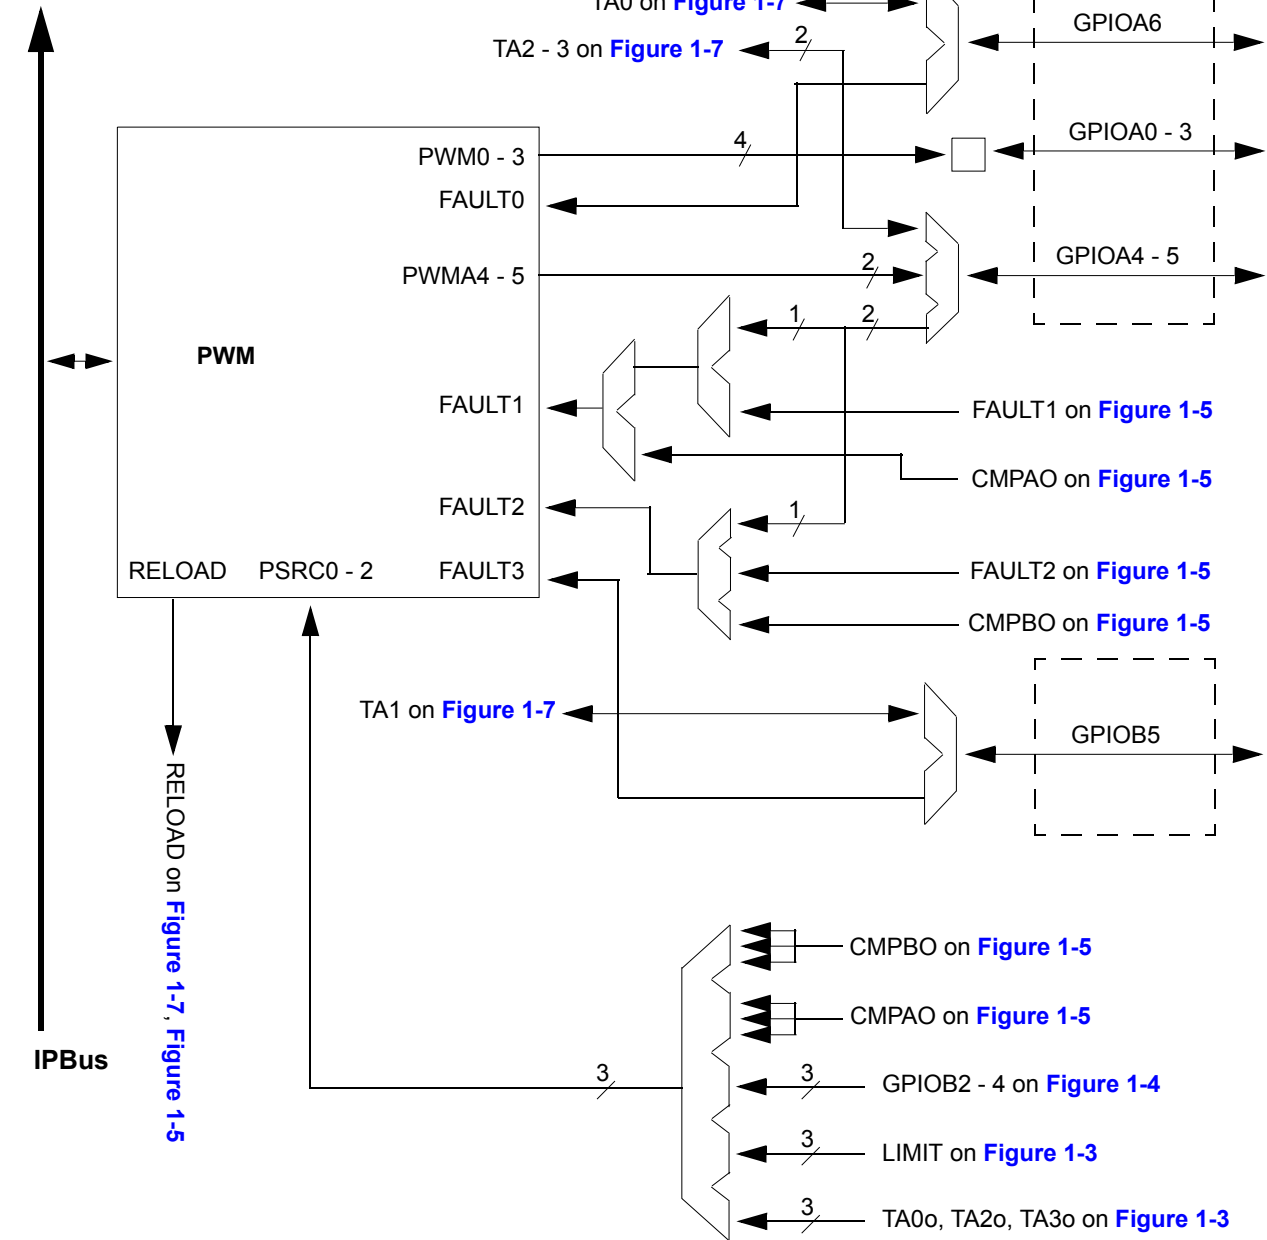 TA0 on Figure 1-7
GPIOA6
TA2 - 3 on Figure 1-7
2
GPIOA0 - 3
4
PWM0 - 3
FAULT0
GPIOA4 - 5
2
PWMA4 - 5
1
2
PWM
FAULT1
FAULT1 on Figure 1-5
CMPAO on Figure 1-5
FAULT2
1
RELOAD
PSRC0 - 2
FAULT3
FAULT2 on Figure 1-5
CMPBO on Figure 1-5
TA1 on Figure 1-7
GPIOB5
RELOAD on Figure 1-7, Figure 1-5
CMPBO on Figure 1-5
CMPAO on Figure 1-5
IPBus
3
3
GPIOB2 - 4 on Figure 1-4
3
LIMIT on Figure 1-3
3
TA0o, TA2o, TA3o on Figure 1-3